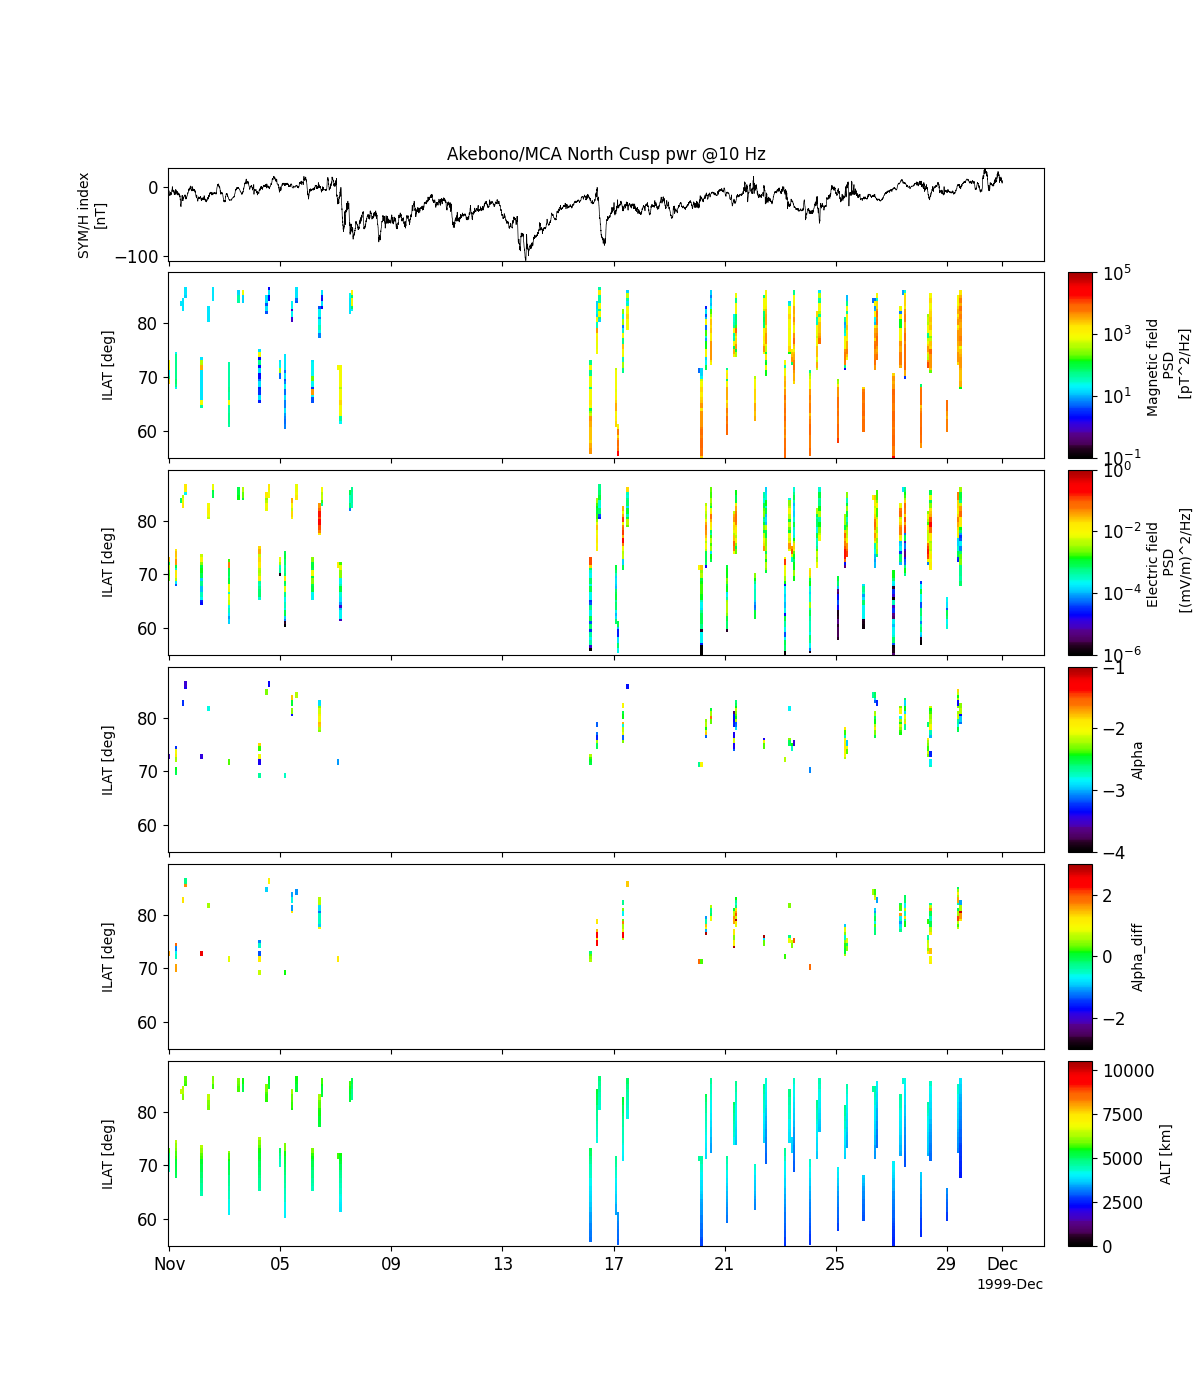 Akebono/MCA North Cusp pwr @10 Hz
SYM/H index
[nT]
0
−100
ILAT [deg]
80
70
60
10^5
10^3
10^1
10^-1
Magnetic field
PSD
[pT^2/Hz]
ILAT [deg]
80
70
60
10^0
10^-2
10^-4
10^-6
Electric field
PSD
[(mV/m)^2/Hz]
ILAT [deg]
80
70
60
−1
−2
−3
−4
Alpha
ILAT [deg]
80
70
60
2
0
−2
Alpha_diff
ILAT [deg]
80
70
60
10000
7500
5000
2500
0
ALT [km]
Nov 05 09 13 17 21 25 29 Dec
1999-Dec